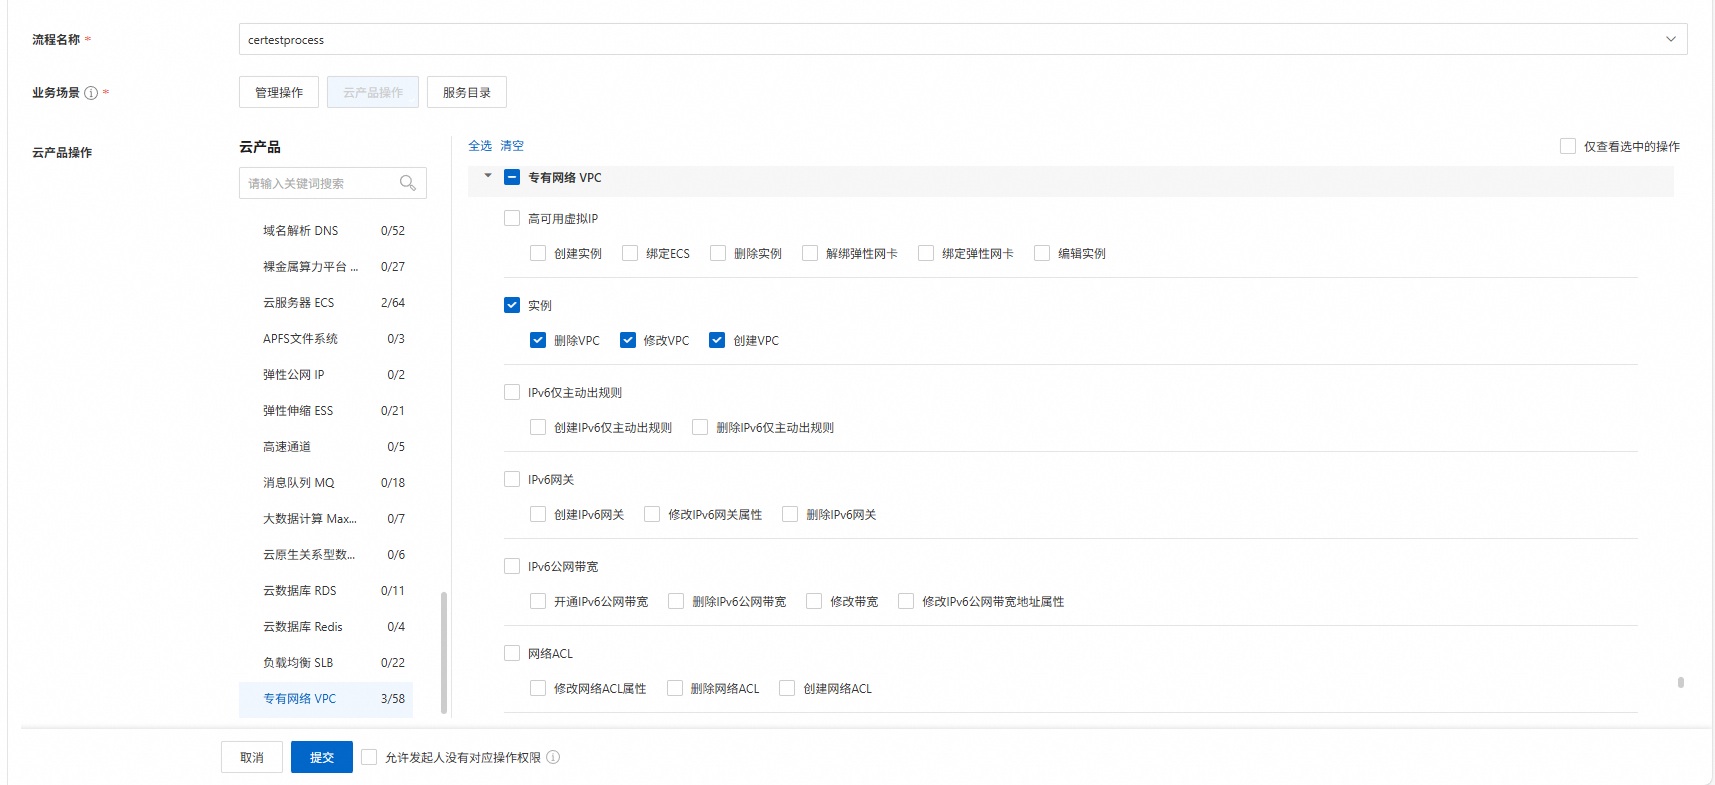 流程名称 *
certestprocess
业务场景 *
管理操作 云产品操作 服务目录
云产品操作
云产品
请输入关键词搜索
域名解析 DNS 0/52
裸金属算力平台 ... 0/27
云服务器 ECS 2/64
APFS文件系统 0/3
弹性公网 IP 0/2
弹性伸缩 ESS 0/21
高速通道 0/5
消息队列 MQ 0/18
大数据计算 Max... 0/7
云原生关系型数... 0/6
云数据库 RDS 0/11
云数据库 Redis 0/4
负载均衡 SLB 0/22
专有网络 VPC 3/58
全选 清空
仅查看选中的操作
专有网络 VPC
高可用虚拟IP
创建实例 绑定ECS 删除实例 解绑弹性网卡 绑定弹性网卡 编辑实例
实例
删除VPC 修改VPC 创建VPC
IPv6仅主动出规则
创建IPv6仅主动出规则 删除IPv6仅主动出规则
IPv6网关
创建IPv6网关 修改IPv6网关属性 删除IPv6网关
IPv6公网带宽
开通IPv6公网带宽 删除IPv6公网带宽 修改带宽 修改IPv6公网带宽地址属性
网络ACL
修改网络ACL属性 删除网络ACL 创建网络ACL
取消 提交 允许发起人没有对应操作权限